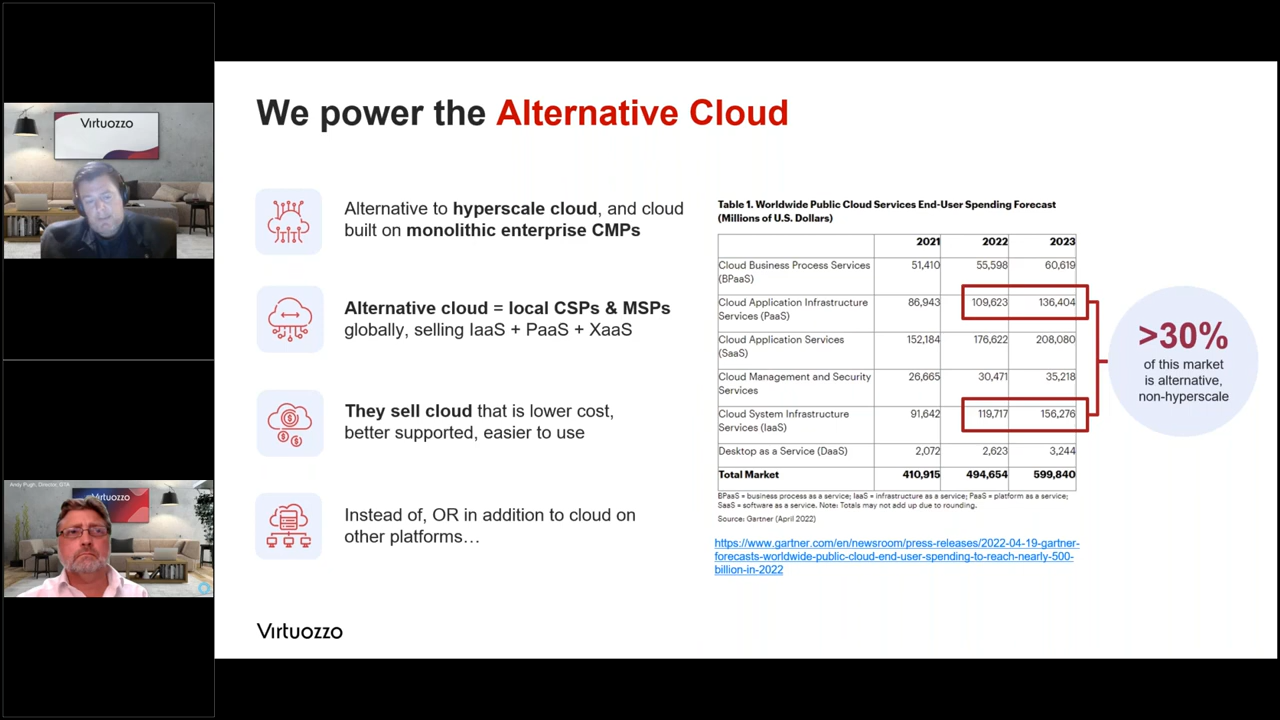 We power the Alternative Cloud
Virtuozzo
Alternative to hyperscale cloud, and cloud
built on monolithic enterprise CMPs
Alternative cloud = local CSPs & MSPs
globally, selling IaaS + PaaS + XaaS
They sell cloud that is lower cost,
better supported, easier to use
Instead of, OR in addition to cloud on
other platforms…
Table 1. Worldwide Public Cloud Services End-User Spending Forecast
(Millions of U.S. Dollars)
2021 2022 2023
Cloud Business Process Services 51,410 55,598 60,619
(BPaaS)
Cloud Application Infrastructure 86,943 109,623 136,404
Services (PaaS)
Cloud Application Services 152,184 176,622 208,080
(SaaS)
Cloud Management and Security 26,665 30,471 35,218
Services
Cloud System Infrastructure 91,642 119,717 156,276
Services (IaaS)
Desktop as a Service (DaaS) 2,072 2,623 3,244
Total Market 410,915 494,654 599,840
BPaaS = business process as a service; IaaS = infrastructure as a service; PaaS = platform as a service;
SaaS = software as a service. Note: Totals may not add up due to rounding.
Source: Gartner (April 2022)
https://www.gartner.com/en/newsroom/press-releases/2022-04-19-gartner-
forecasts-worldwide-public-cloud-end-user-spending-to-reach-nearly-500-
billion-in-2022
>30%
of this market
is alternative,
non-hyperscale
Andy Pugh, Director,
Virtuozzo
Virtuozzo